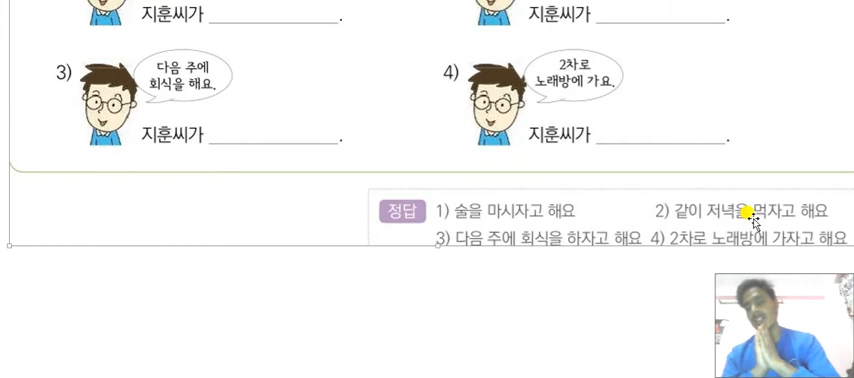 지훈씨가 ____________.
지훈씨가 ____________.
3)
다음 주에
회식을 해요.
지훈씨가 ____________.
4)
2차로
노래방에 가요.
지훈씨가 ____________.
정답
1) 술을 마시자고 해요
2) 같이 저녁을 먹자고 해요
3) 다음 주에 회식을 하자고 해요
4) 2차로 노래방에 가자고 해요